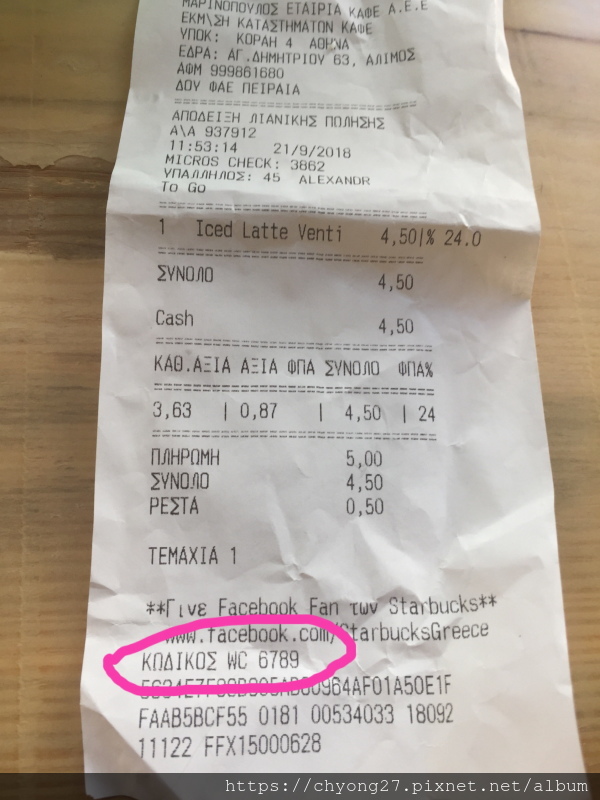 ΜΑΡΙΝΟΠΟΥΛΟΣ ΕΤΑΙΡΙΑ ΚΑΦΕ Α.Ε.Ε
ΕΚΜ\ΣΗ ΚΑΤΑΣΤΗΜΑΤΩΝ ΚΑΦΕ
ΥΠΟΚ: ΚΟΡΑΗ 4 ΑΘΗΝΑ
ΕΔΡΑ: ΑΓ.ΔΗΜΗΤΡΙΟΥ 63, ΑΛΙΜΟΣ
ΑΦΜ 999861680
ΔΟΥ ΦΑΕ ΠΕΙΡΑΙΑ
================================
ΑΠΟΔΕΙΞΗ ΛΙΑΝΙΚΗΣ ΠΩΛΗΣΗΣ
Α\Α 937912
11:53:14 21/9/2018
MICROS CHECK: 3862
ΥΠΑΛΛΗΛΟΣ: 45 ALEXANDR
To Go
================================
1 Iced Latte Venti 4,50|% 24.0
================================
ΣΥΝΟΛΟ 4,50
Cash 4,50
================================
ΚΑΘ.ΑΞΙΑ ΑΞΙΑ ΦΠΑ ΣΥΝΟΛΟ ΦΠΑ%
================================
3,63 | 0,87 | 4,50 | 24
================================
ΠΛΗΡΩΜΗ 5,00
ΣΥΝΟΛΟ 4,50
ΡΕΣΤΑ 0,50
ΤΕΜΑΧΙΑ 1
**Γινε Facebook Fan των Starbucks**
www.facebook.com/StarbucksGreece
ΚΩΔΙΚΟΣ WC 6789
FAAB5BCF55 0181 00534033 18092
11122 FFX15000628
https://chyong27.pixnet.net/album